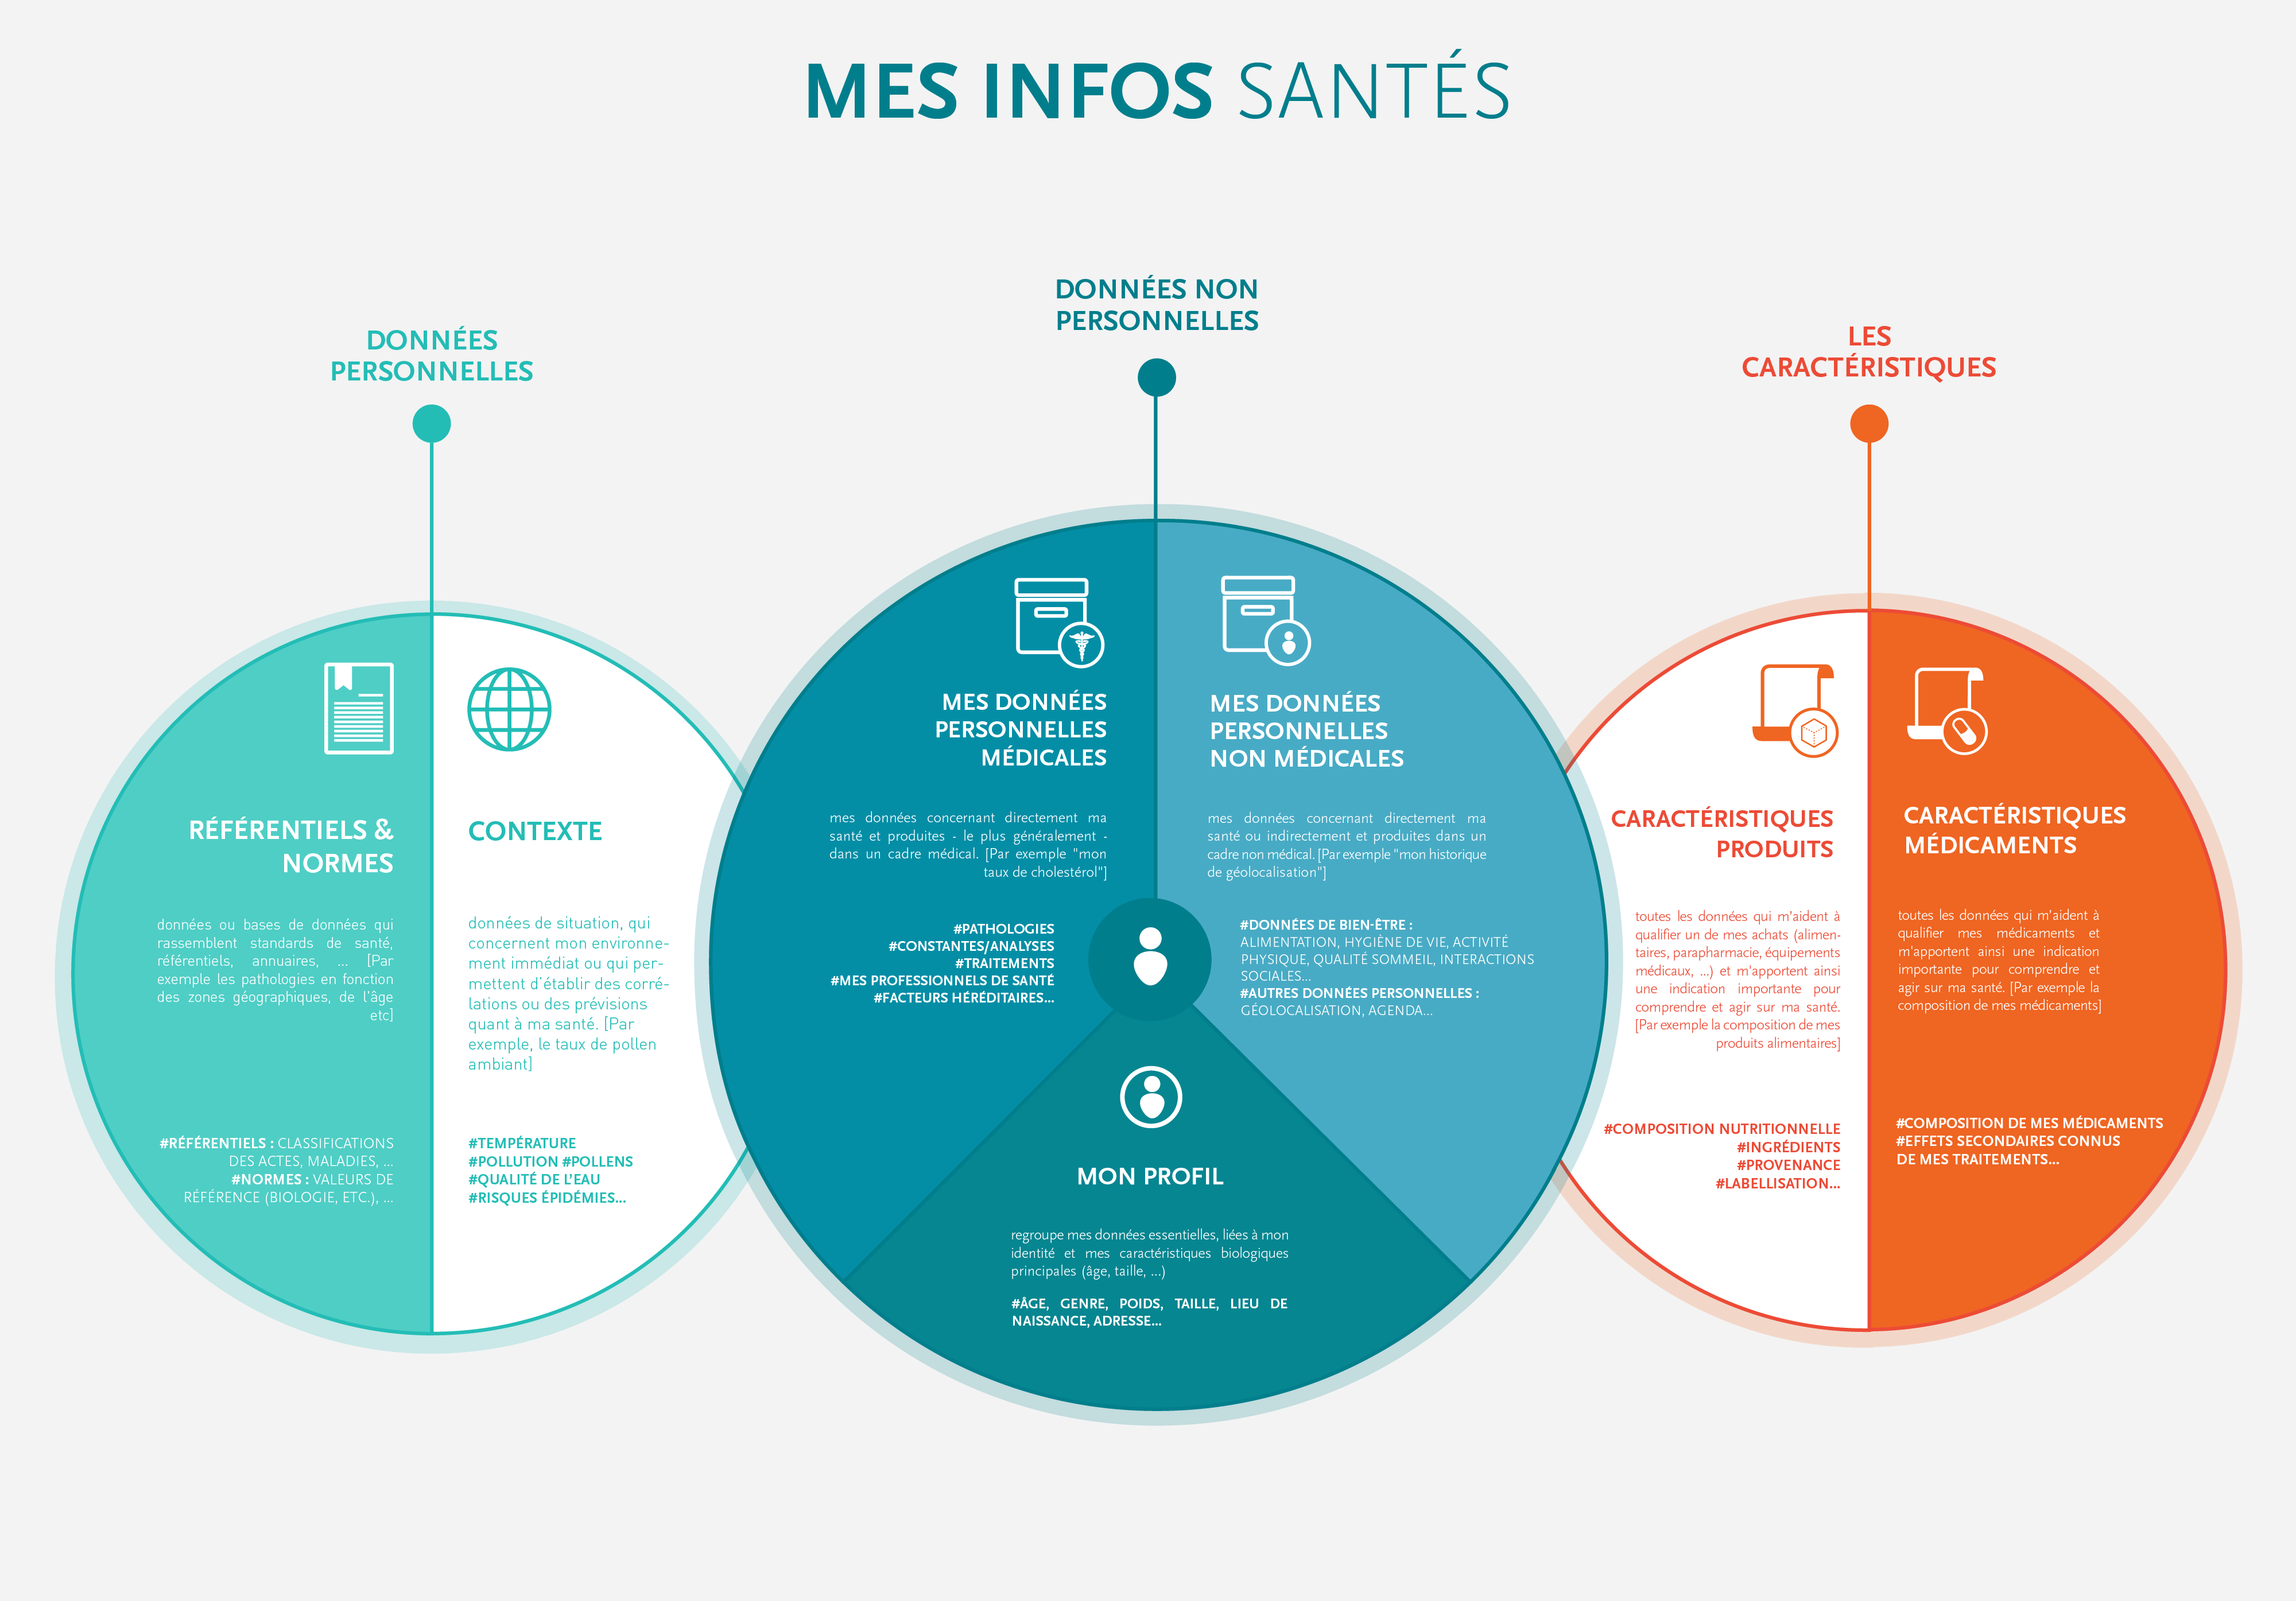 MES INFOS SANTÉS
DONNÉES NON
PERSONNELLES
DONNÉES
PERSONNELLES
LES
CARACTÉRISTIQUES
RÉFÉRENTIELS &
NORMES
données ou bases de données qui
rassemblent standards de santé,
référentiels, annuaires, ... [Par
exemple les pathologies en fonction
des zones géographiques, de l'âge
etc]
#RÉFÉRENTIELS : CLASSIFICATIONS
DES ACTES, MALADIES, ...
#NORMES : VALEURS DE
RÉFÉRENCE (BIOLOGIE, ETC.), ...
CONTEXTE
données de situation, qui
concernent mon environne-
ment immédiat ou qui per-
mettent d'établir des corré-
lations ou des prévisions
quant à ma santé. [Par
exemple, le taux de pollen
ambiant]
#TEMPÉRATURE
#POLLUTION #POLLENS
#QUALITÉ DE L'EAU
#RISQUES ÉPIDÉMIES...
MES DONNÉES
PERSONNELLES
MÉDICALES
mes données concernant directement ma
santé et produites - le plus généralement -
dans un cadre médical. [Par exemple "mon
taux de cholestérol"]
#PATHOLOGIES
#CONSTANTES/ANALYSES
#TRAITEMENTS
#MES PROFESSIONNELS DE SANTÉ
#FACTEURS HÉRÉDITAIRES...
MES DONNÉES
PERSONNELLES
NON MÉDICALES
mes données concernant directement ma
santé ou indirectement et produites dans un
cadre non médical. [Par exemple "mon historique
de géolocalisation"]
#DONNÉES DE BIEN-ÊTRE :
ALIMENTATION, HYGIÈNE DE VIE, ACTIVITÉ
PHYSIQUE, QUALITÉ SOMMEIL, INTERACTIONS
SOCIALES...
#AUTRES DONNÉES PERSONNELLES :
GÉOLOCALISATION, AGENDA...
MON PROFIL
regroupe mes données essentielles, liées à mon
identité et mes caractéristiques biologiques
principales (âge, taille, ...)
#ÂGE, GENRE, POIDS, TAILLE, LIEU DE
NAISSANCE, ADRESSE...
CARACTÉRISTIQUES
PRODUITS
toutes les données qui m'aident à
qualifier un de mes achats (alimen-
taires, parapharmacie, équipements
médicaux, ...) et m'apportent ainsi
une indication importante pour
comprendre et agir sur ma santé.
[Par exemple la composition de mes
produits alimentaires]
#COMPOSITION NUTRITIONNELLE
#INGRÉDIENTS
#PROVENANCE
#LABELLISATION...
CARACTÉRISTIQUES
MÉDICAMENTS
toutes les données qui m'aident à
qualifier mes médicaments et
m'apportent ainsi une indication
importante pour comprendre et
agir sur ma santé. [Par exemple la
composition de mes médicaments]
#COMPOSITION DE MES MÉDICAMENTS
#EFFETS SECONDAIRES CONNUS
DE MES TRAITEMENTS...